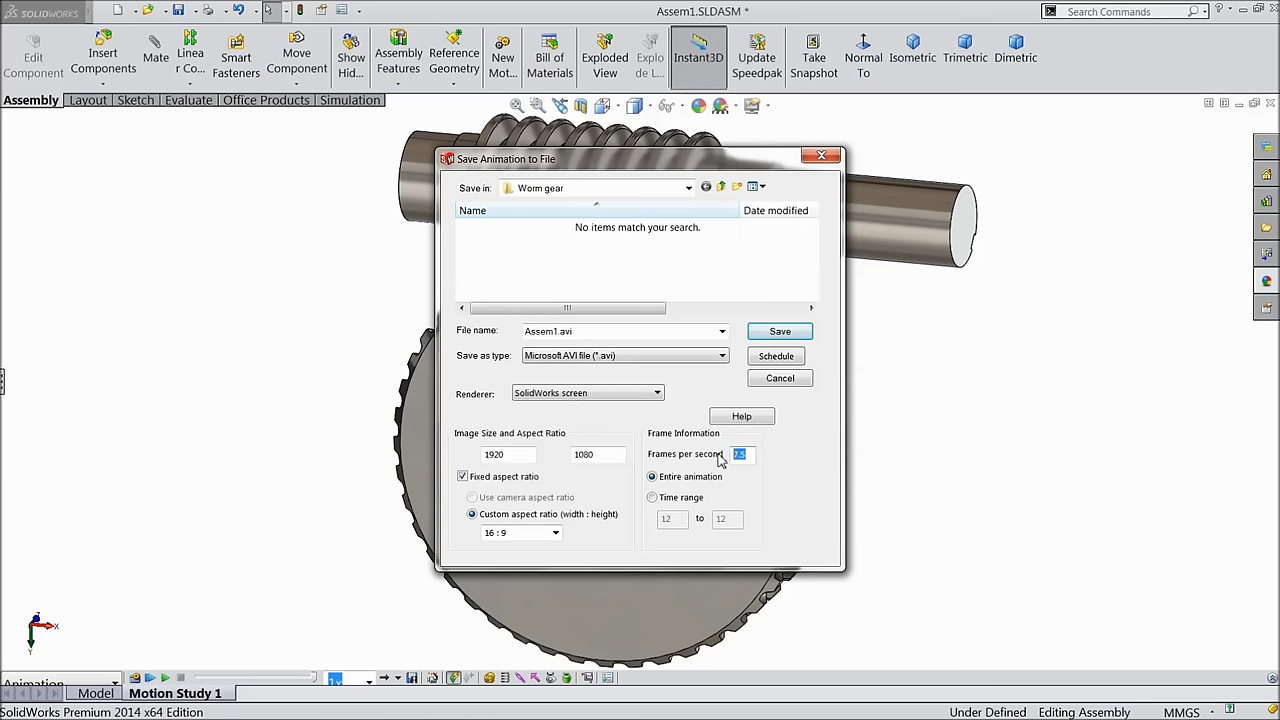 SOLIDWORKS
Assem1.SLDASM *
Search Commands
Edit Component
Insert Components
Mate
Linea r Co...
Smart Fasteners
Move Component
Show Hid...
Assembly Features
Reference Geometry
New Mot...
Bill of Materials
Exploded View
Explo de L...
Instant3D
Update Speedpak
Take Snapshot
Normal To
Isometric
Trimetric
Dimetric
Assembly
Layout
Sketch
Evaluate
Office Products
Simulation
Save Animation to File
Save in:
Worm gear
Name
Date modified
No items match your search.
File name:
Assem1.avi
Save
Save as type:
Microsoft AVI file (*.avi)
Schedule
Cancel
Renderer:
SolidWorks screen
Help
Image Size and Aspect Ratio
1920
1080
Fixed aspect ratio
Use camera aspect ratio
Custom aspect ratio (width : height)
16 : 9
Frame Information
Frames per second
7.5
Entire animation
Time range
12 to 12
Z
X
Y
Animation
Model
Motion Study 1
SolidWorks Premium 2014 x64 Edition
Under Defined
Editing Assembly
MMGS